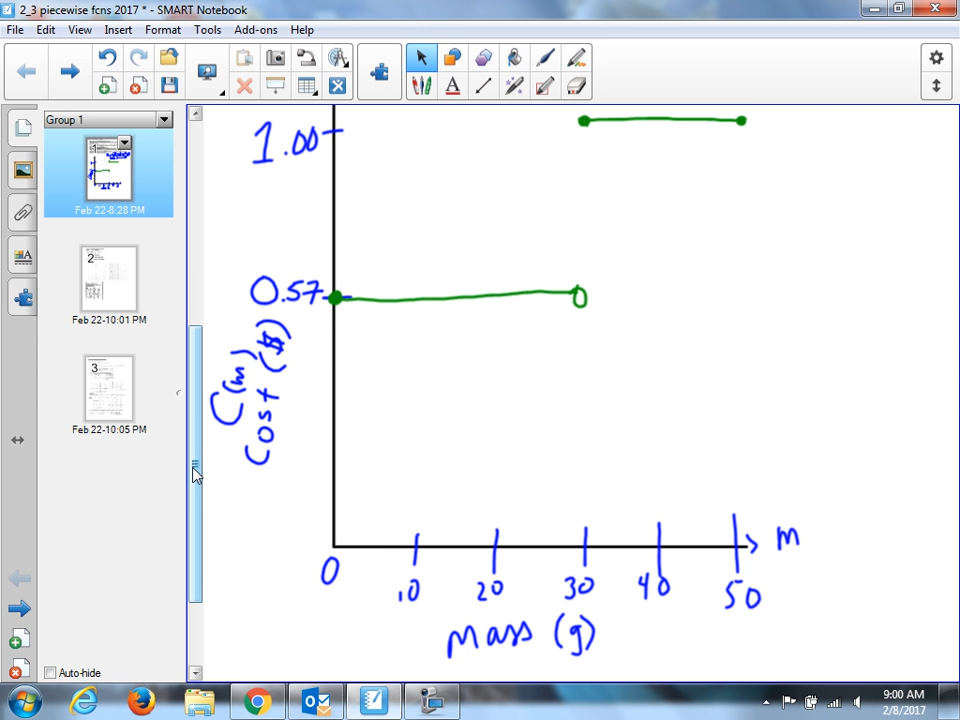 2_3 piecewise fcns 2017 * - SMART Notebook
File Edit View Insert Format Tools Add-ons Help
Group 1
1
Feb 22-8:28 PM
2
Feb 22-10:01 PM
3
Feb 22-10:05 PM
Auto-hide
1.00
0.57
C(m)
Cost ($)
0 10 20 30 40 50 m
Mass (g)
9:00 AM
2/8/2017